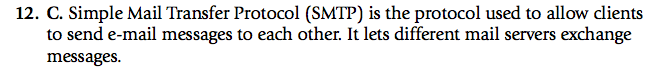 12. C. Simple Mail Transfer Protocol (SMTP) is the protocol used to allow clients
to send e-mail messages to each other. It lets different mail servers exchange
messages.